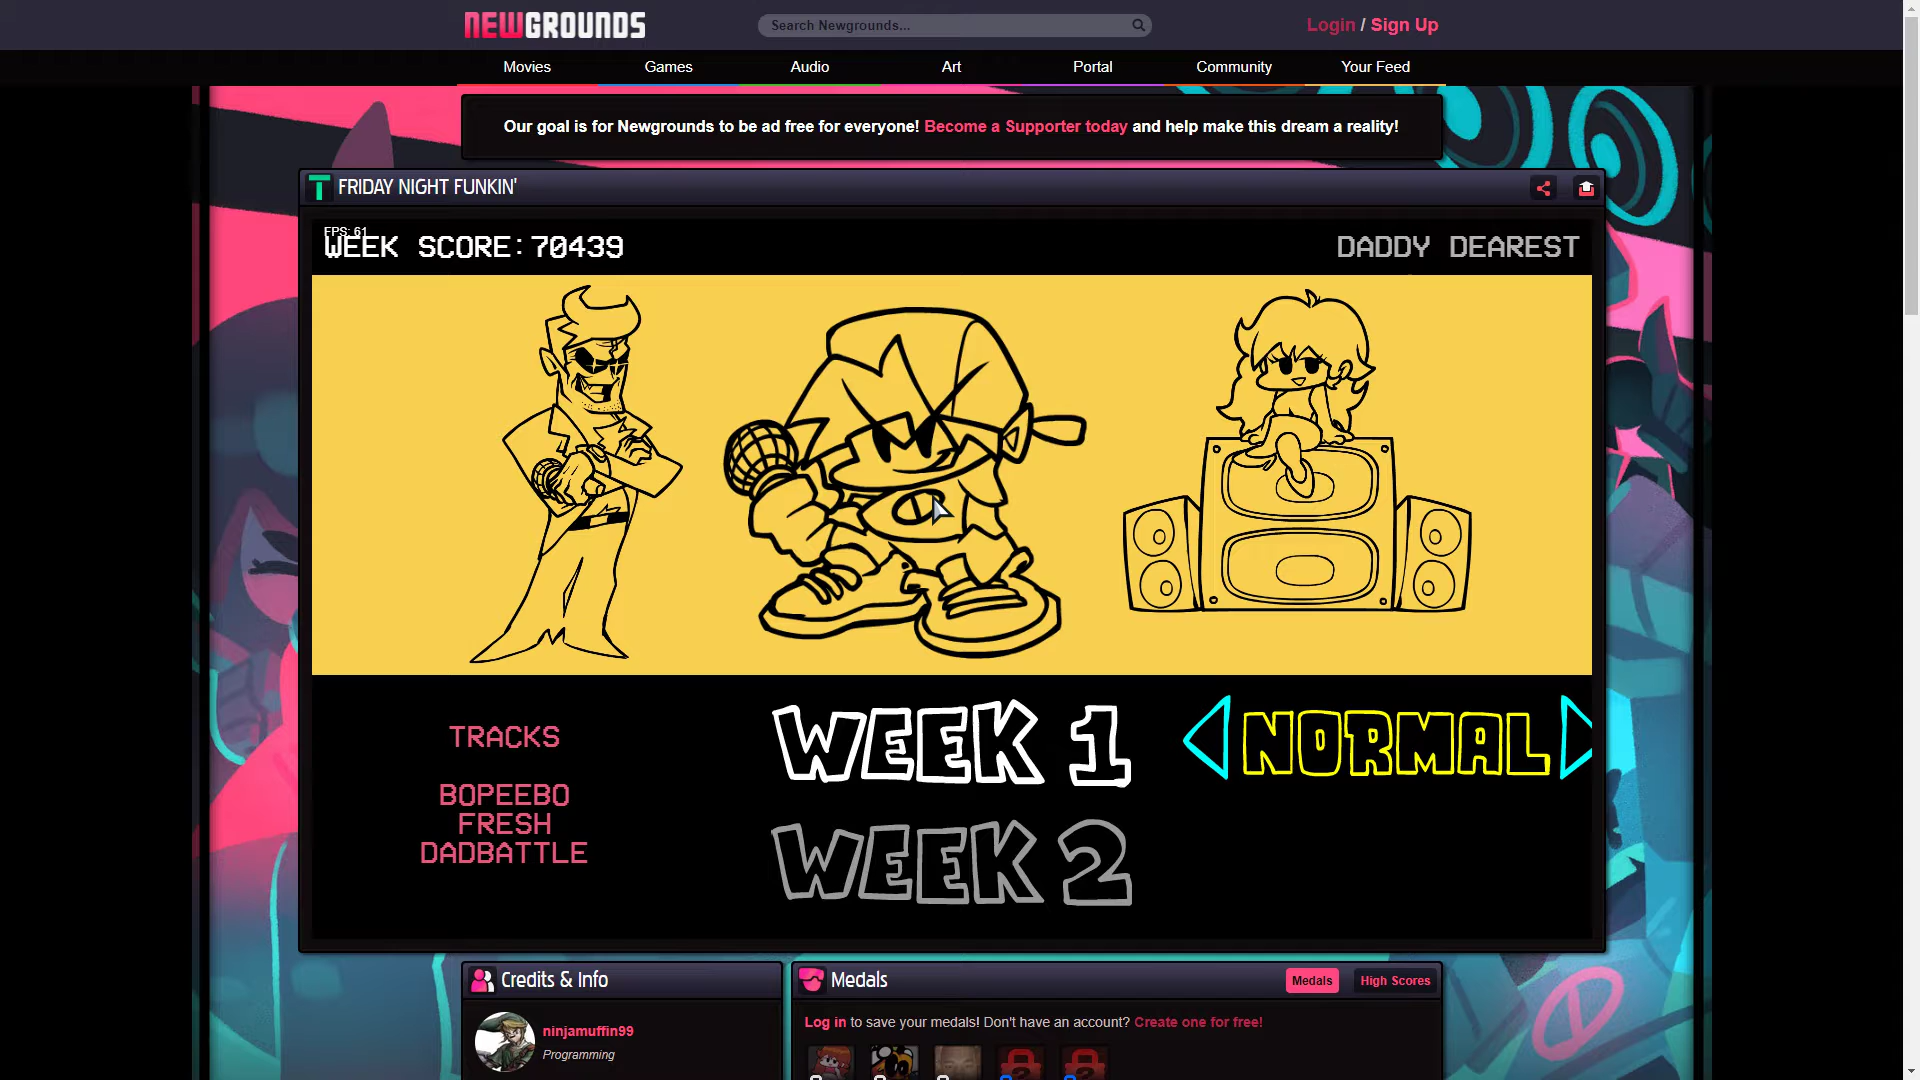 NEWGROUNDS
Search Newgrounds...
Login / Sign Up
Movies Games Audio Art Portal Community Your Feed
Our goal is for Newgrounds to be ad free for everyone! Become a Supporter today and help make this dream a reality!
T FRIDAY NIGHT FUNKIN'
FPS: 61
WEEK SCORE:70439
DADDY DEAREST
TRACKS
BOPEEBO
FRESH
DADBATTLE
WEEK 1
NORMAL
WEEK 2
Credits & Info
ninjamuffin99
Programming
Medals
Medals High Scores
Log in to save your medals! Don't have an account? Create one for free!